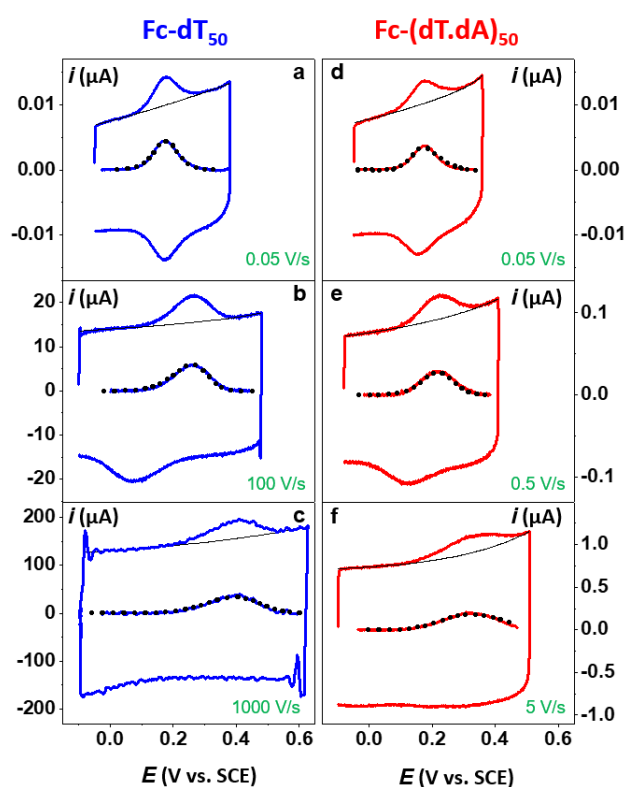 Fc-dT50 Fc-(dT.dA)50
i (µA) a d i (µA)
0.01 0.01
0.00 0.00
-0.01 -0.01
0.05 V/s 0.05 V/s
i (µA) b e i (µA)
20 0.1
10
0 0.0
-10
-20 -0.1
100 V/s 0.5 V/s
200 i (µA) c f i (µA)
100 1.0
0.5
0 0.0
-100 -0.5
-200 -1.0
1000 V/s 5 V/s
0.0 0.2 0.4 0.6 0.0 0.2 0.4 0.6
E (V vs. SCE) E (V vs. SCE)